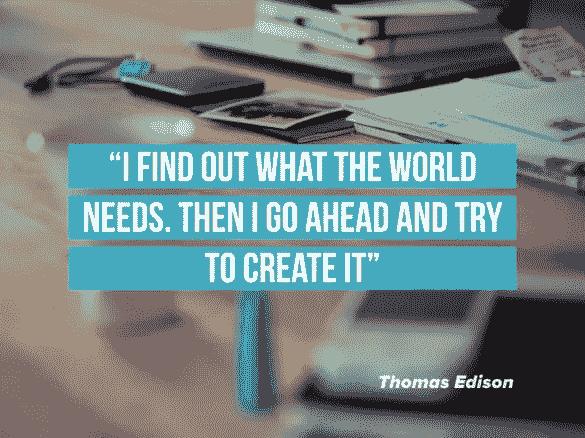 “I FIND OUT WHAT THE WORLD
NEEDS. THEN I GO AHEAD AND TRY
TO CREATE IT”
Thomas Edison